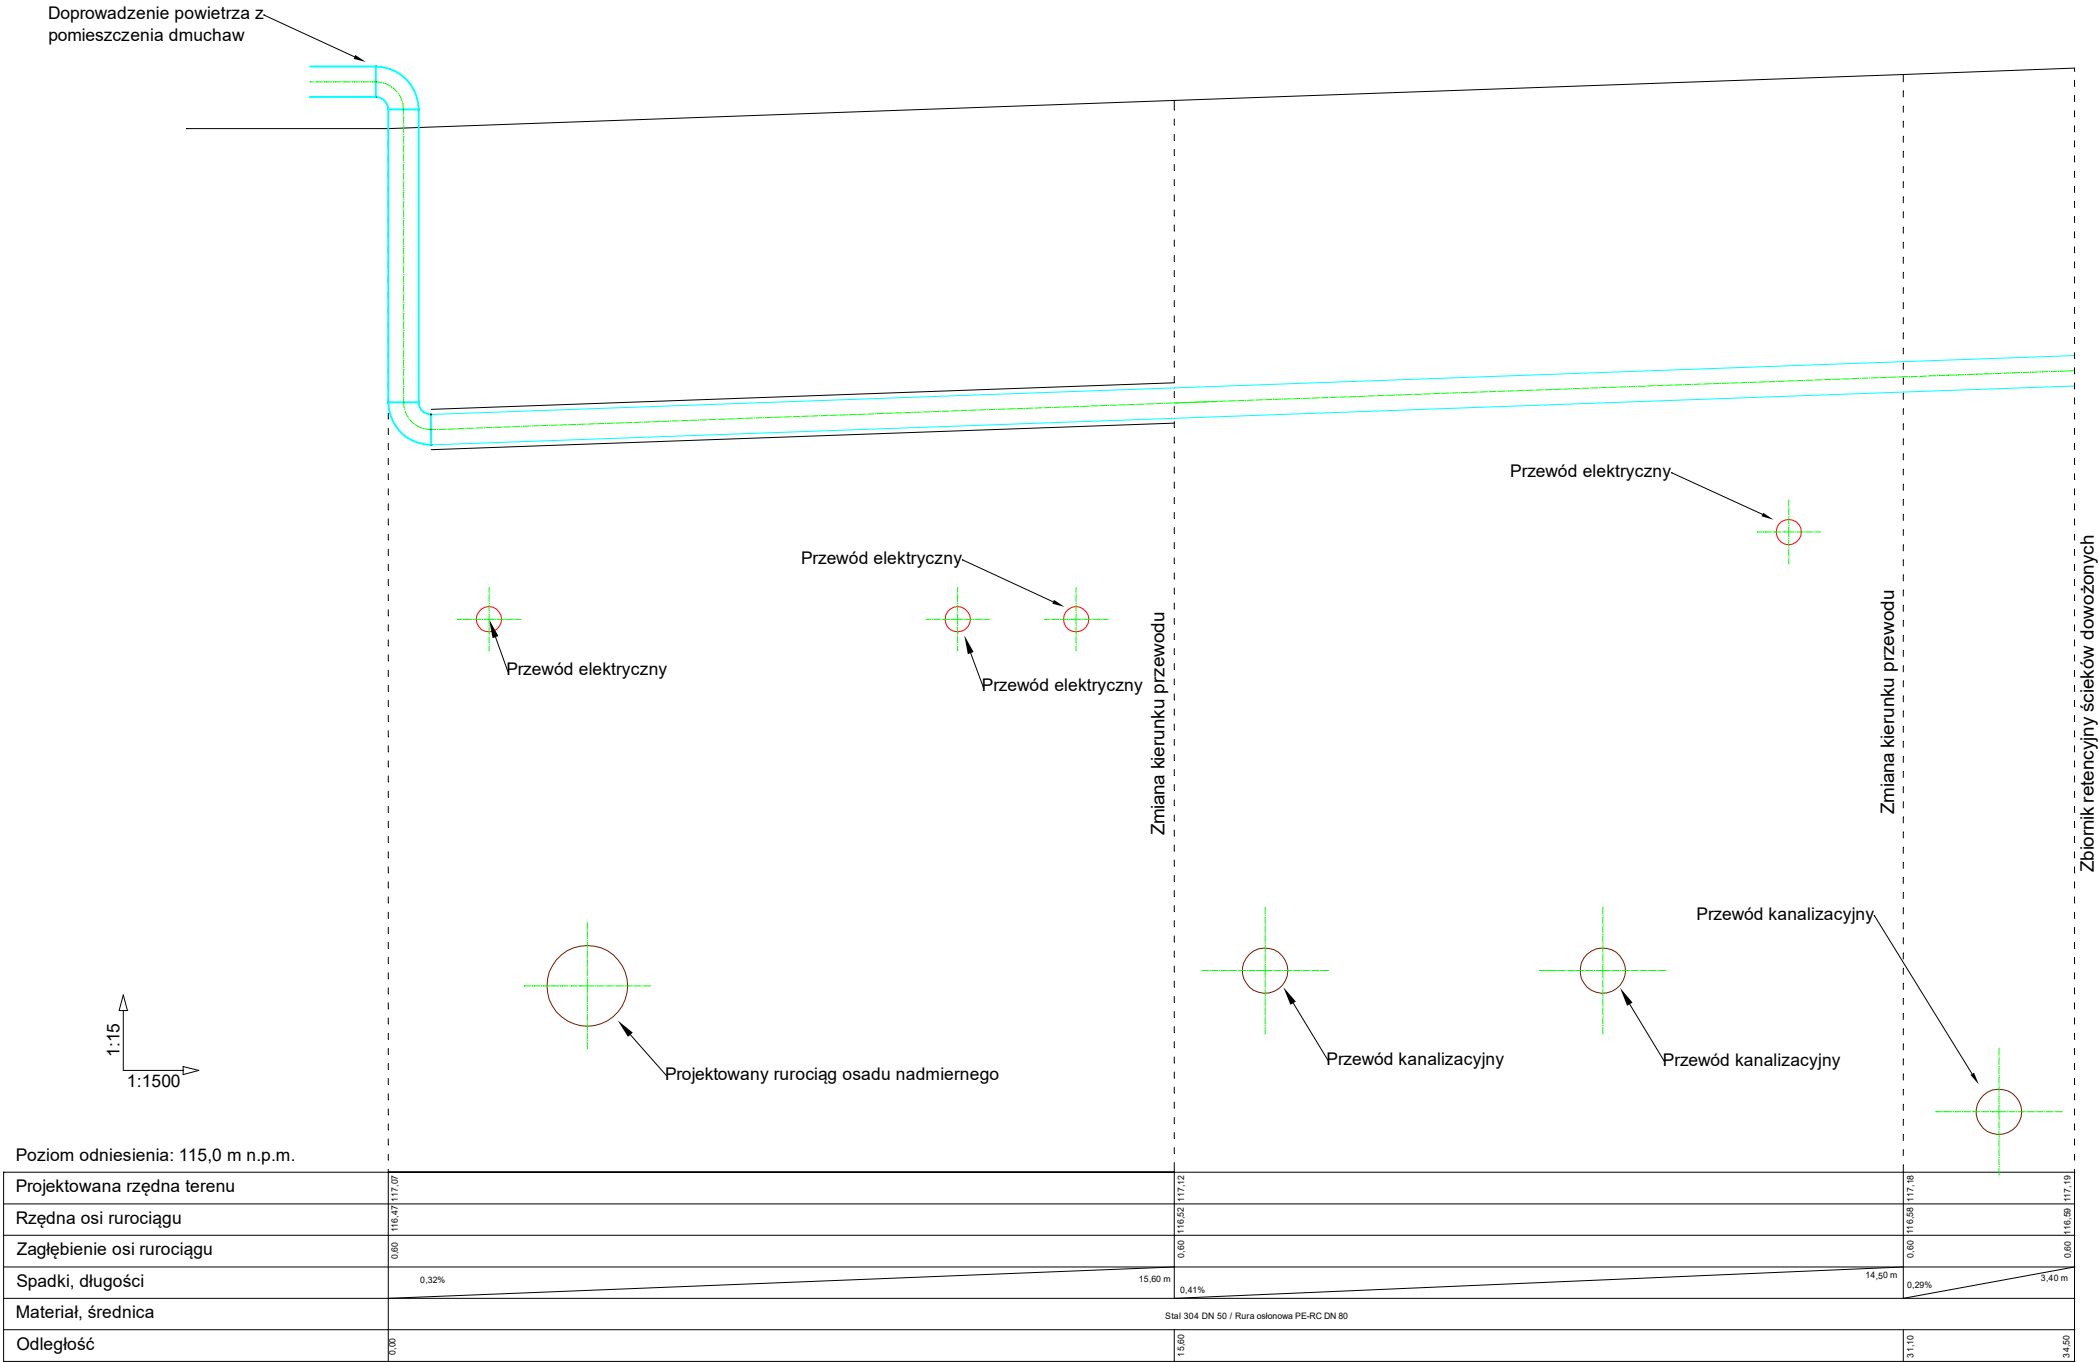 Doprowadzenie powietrza z
pomieszczenia dmuchaw
Przewód elektryczny
Przewód elektryczny
Przewód elektryczny
Przewód elektryczny
Zmiana kierunku przewodu
Zmiana kierunku przewodu
Zbiornik retencyjny ścieków dowożonych
Przewód kanalizacyjny
Przewód kanalizacyjny
Przewód kanalizacyjny
Projektowany rurociąg osadu nadmiernego
1:15
1:1500
Poziom odniesienia: 115,0 m n.p.m.
Projektowana rzędna terenu
117,07
117,12
117,18
117,19
Rzędna osi rurociągu
116,47
116,52
116,58
116,59
Zagłębienie osi rurociągu
0,60
0,60
0,60
0,60
Spadki, długości
0,32%
15,60 m
0,41%
14,50 m
0,29%
3,40 m
Materiał, średnica
Stal 304 DN 50 / Rura osłonowa PE-RC DN 80
Odległość
0,00
15,60
31,10
34,50